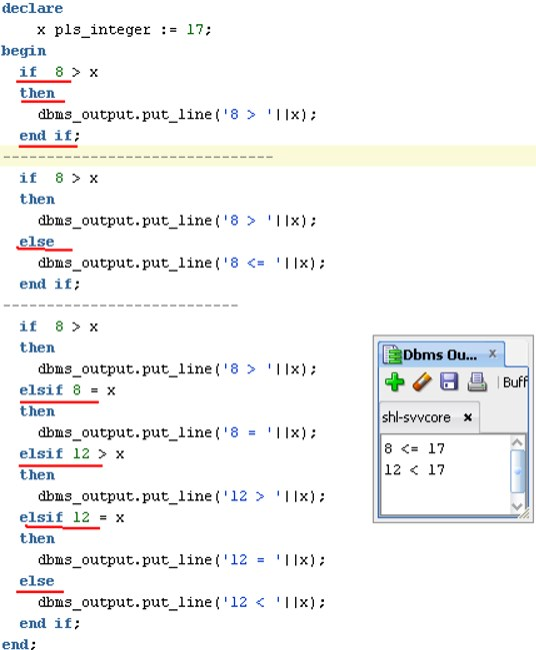 declare
    x pls_integer := 17;
begin
  if  8 > x
  then
    dbms_output.put_line('8 > '||x);
  end if;
-------------------------------
  if  8 > x
  then
    dbms_output.put_line('8 > '||x);
  else
    dbms_output.put_line('8 <= '||x);
  end if;
---------------------------
  if  8 > x
  then
    dbms_output.put_line('8 > '||x);
  elsif 8 = x
  then
    dbms_output.put_line('8 = '||x);
  elsif 12 > x
  then
    dbms_output.put_line('12 > '||x);
  elsif 12 = x
  then
    dbms_output.put_line('12 = '||x);
  else
    dbms_output.put_line('12 < '||x);
  end if;
end;
Dbms Ou...
Buff
shl-svvcore
8 <= 17
12 < 17